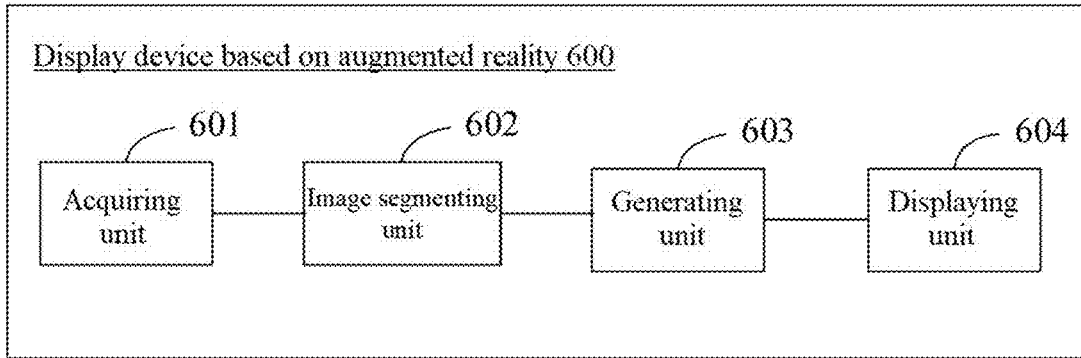 Display device based on augmented reality 600
601
602
603
604
Acquiring
unit
Image segmenting
unit
Generating
unit
Displaying
unit